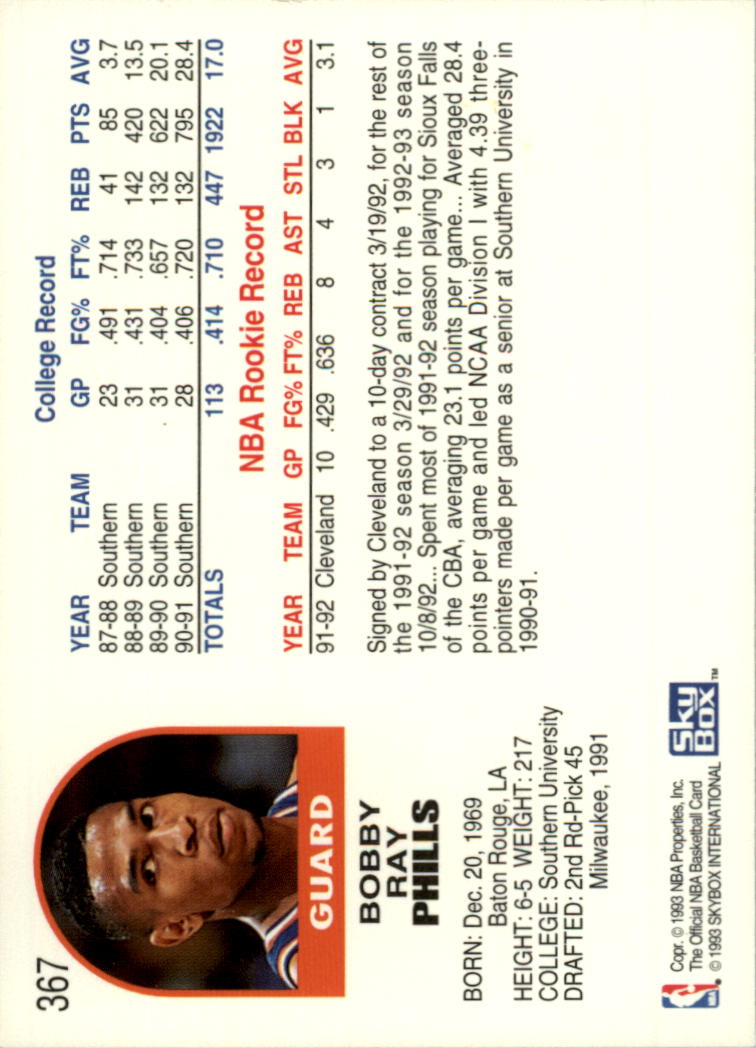 367
GUARD
BOBBY
RAY
PHILLS
BORN: Dec. 20, 1969
Baton Rouge, LA
HEIGHT: 6-5 WEIGHT: 217
COLLEGE: Southern University
DRAFTED: 2nd Rd-Pick 45
Milwaukee, 1991
College Record
YEAR TEAM GP FG% FT% REB PTS AVG
87-88 Southern 23 .491 .714 41 85 3.7
88-89 Southern 31 .431 .733 142 420 13.5
89-90 Southern 31 .404 .657 132 622 20.1
90-91 Southern 28 .406 .720 132 795 28.4
TOTALS 113 .414 .710 447 1922 17.0
NBA Rookie Record
YEAR TEAM GP FG% FT% REB AST STL BLK AVG
91-92 Cleveland 10 .429 .636 8 4 3 1 3.1
Signed by Cleveland to a 10-day contract 3/19/92, for the rest of
the 1991-92 season 3/29/92 and for the 1992-93 season
10/8/92... Spent most of 1991-92 season playing for Sioux Falls
of the CBA, averaging 23.1 points per game... Averaged 28.4
points per game and led NCAA Division I with 4.39 three-
pointers made per game as a senior at Southern University in
1990-91.
NBA
Copr. © 1993 NBA Properties, Inc.
The Official NBA Basketball Card
© 1993 SKYBOX INTERNATIONAL
SkyBox™